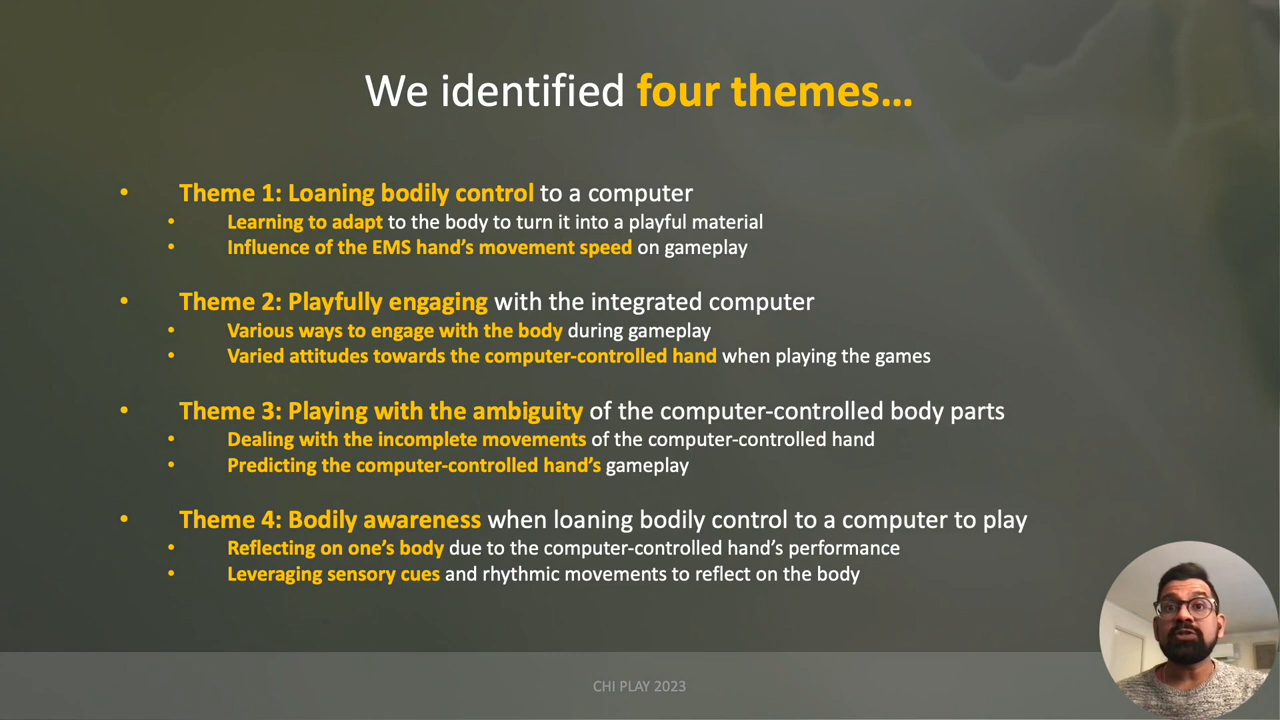 We identified four themes...
• Theme 1: Loaning bodily control to a computer
• Learning to adapt to the body to turn it into a playful material
• Influence of the EMS hand's movement speed on gameplay
• Theme 2: Playfully engaging with the integrated computer
• Various ways to engage with the body during gameplay
• Varied attitudes towards the computer-controlled hand when playing the games
• Theme 3: Playing with the ambiguity of the computer-controlled body parts
• Dealing with the incomplete movements of the computer-controlled hand
• Predicting the computer-controlled hand's gameplay
• Theme 4: Bodily awareness when loaning bodily control to a computer to play
• Reflecting on one's body due to the computer-controlled hand's performance
• Leveraging sensory cues and rhythmic movements to reflect on the body
CHI PLAY 2023